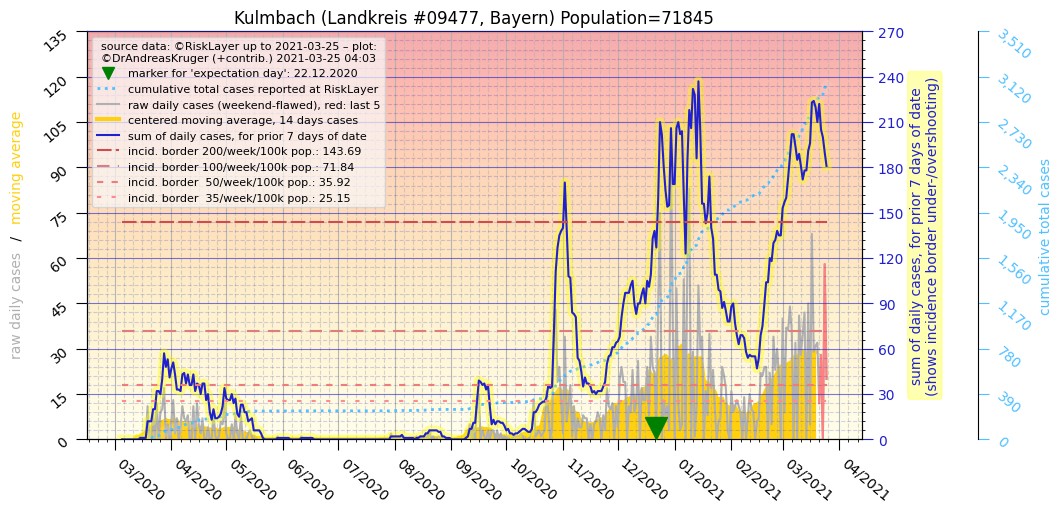 Kulmbach (Landkreis #09477, Bayern) Population=71845
source data: ©RiskLayer up to 2021-03-25 – plot:
©DrAndreasKruger (+contrib.) 2021-03-25 04:03
marker for 'expectation day': 22.12.2020
cumulative total cases reported at RiskLayer
raw daily cases (weekend-flawed), red: last 5
centered moving average, 14 days cases
sum of daily cases, for prior 7 days of date
incid. border 200/week/100k pop.: 143.69
incid. border 100/week/100k pop.: 71.84
incid. border  50/week/100k pop.: 35.92
incid. border  35/week/100k pop.: 25.15
raw daily cases / moving average
135
120
105
90
75
60
45
30
15
0
03/2020
04/2020
05/2020
06/2020
07/2020
08/2020
09/2020
10/2020
11/2020
12/2020
01/2021
02/2021
03/2021
04/2021
270
240
210
180
150
120
90
60
30
0
sum of daily cases, for prior 7 days of date
(shows incidence border under-/overshooting)
3,510
3,120
2,730
2,340
1,950
1,560
1,170
780
390
0
cumulative total cases